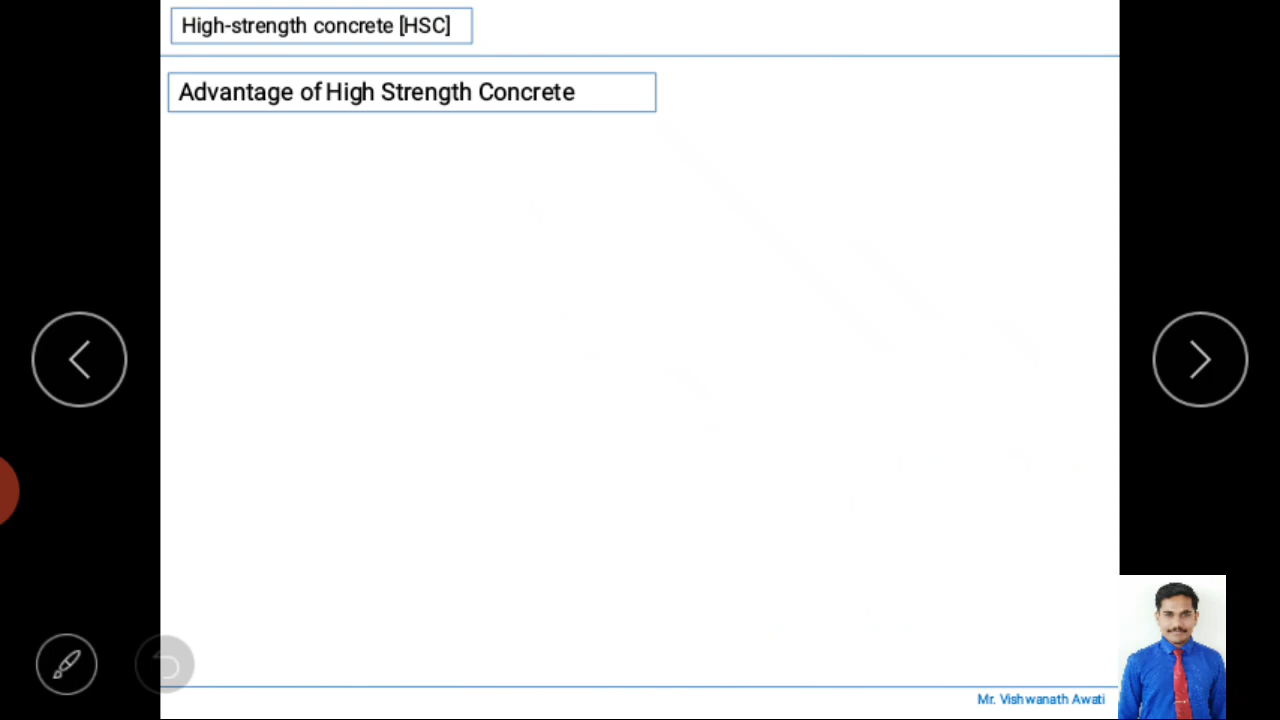 High-strength concrete [HSC]
Advantage of High Strength Concrete
Mr. Vishwanath Awati